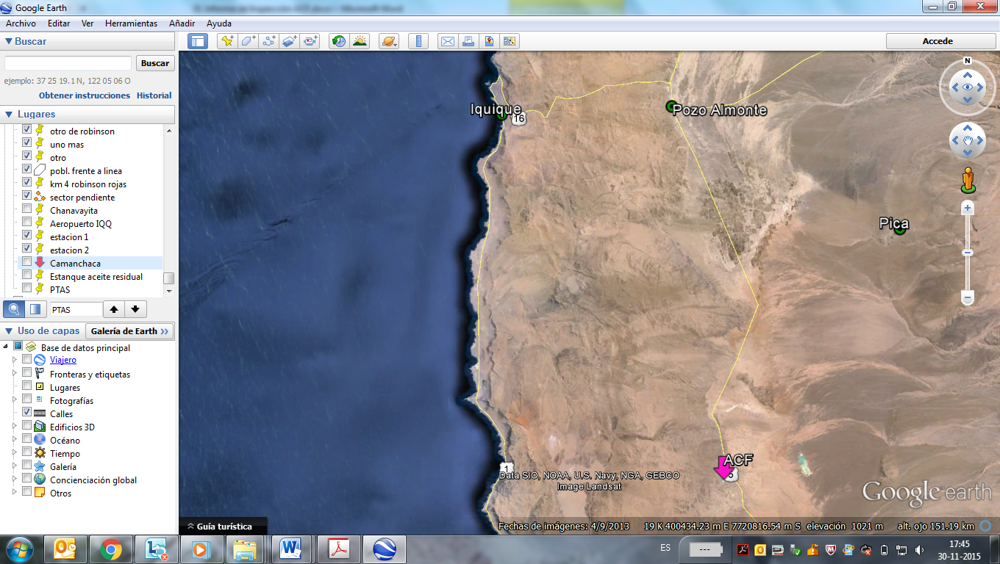 Google Earth
Archivo Editar Ver Herramientas Añadir Ayuda
Buscar
Buscar
ejemplo: 37 25 19.1 N, 122 05 06 O
Obtener instrucciones Historial
Lugares
otro de robinson
uno mas
otro
pobl. frente a linea
km 4 robinson rojas
sector pendiente
Chanavayita
Aeropuerto IQQ
estacion 1
estacion 2
Camanchaca
Estanque aceite residual
PTAS
PTAS
Uso de capas Galería de Earth >>
Base de datos principal
Viajero
Fronteras y etiquetas
Lugares
Fotografías
Calles
Edificios 3D
Océano
Tiempo
Galería
Concienciación global
Otros
Accede
N
Iquique
16
Pozo Almonte
Pica
ACF
5
1
Data SIO, NOAA, U.S. Navy, NGA, GEBCO
Image Landsat
Google earth
Guía turística
Fechas de imágenes: 4/9/2013 19 K 400434.23 m E 7720816.54 m S elevación 1021 m alt. ojo 151.19 km
ES
---
17:45
30-11-2015